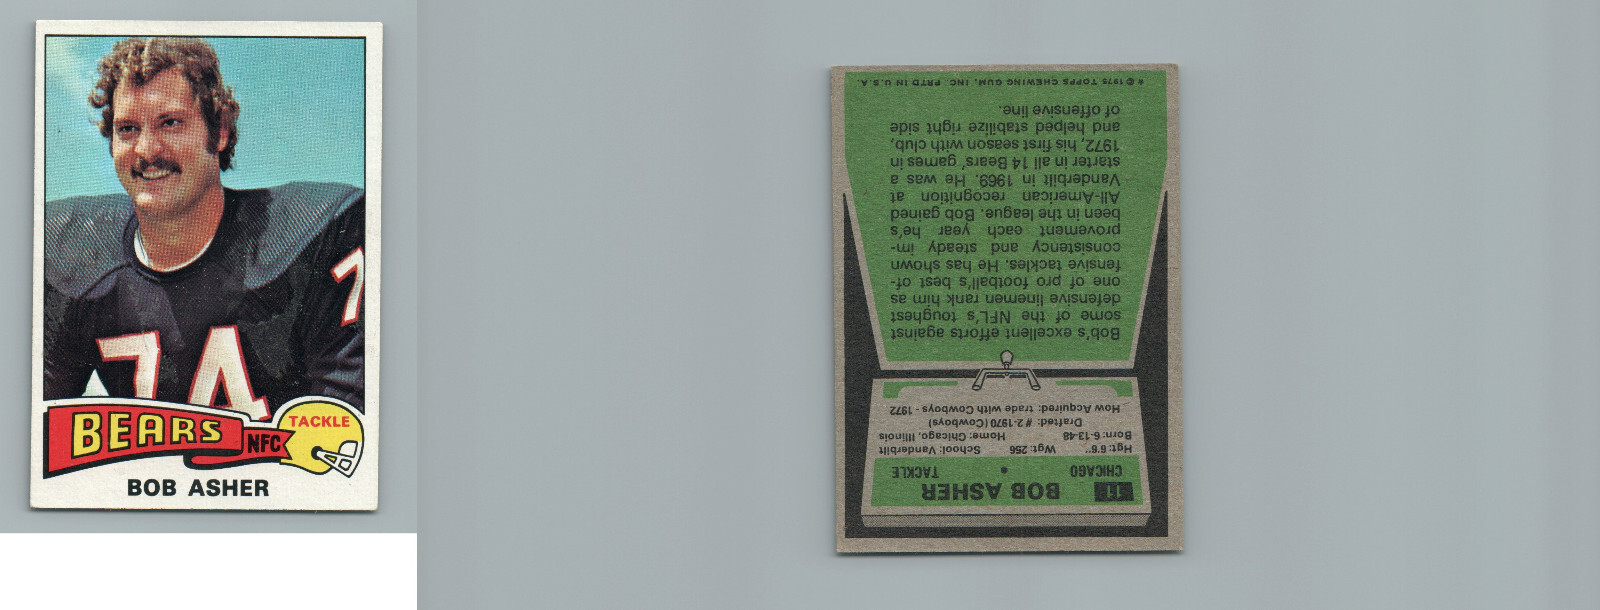 74
7
BEARS
NFC
TACKLE
BOB ASHER
11 BOB ASHER
CHICAGO • TACKLE
Hgt: 6'6" Wgt: 256 School: Vanderbilt
Born: 6-13-48 Home: Chicago, Illinois
Drafted: #2-1970 (Cowboys)
How Acquired: trade with Cowboys - 1972
Bob's excellent efforts against
some of the NFL's toughest
defensive linemen rank him as
one of pro football's best of-
fensive tackles. He has shown
consistency and steady im-
provement each year he's
been in the league. Bob gained
All-American recognition at
Vanderbilt in 1969. He was a
starter in all 14 Bears' games in
1972, his first season with club,
and helped stabilize right side
of offensive line.
* © 1975 TOPPS CHEWING GUM, INC. PRTD IN U.S.A.